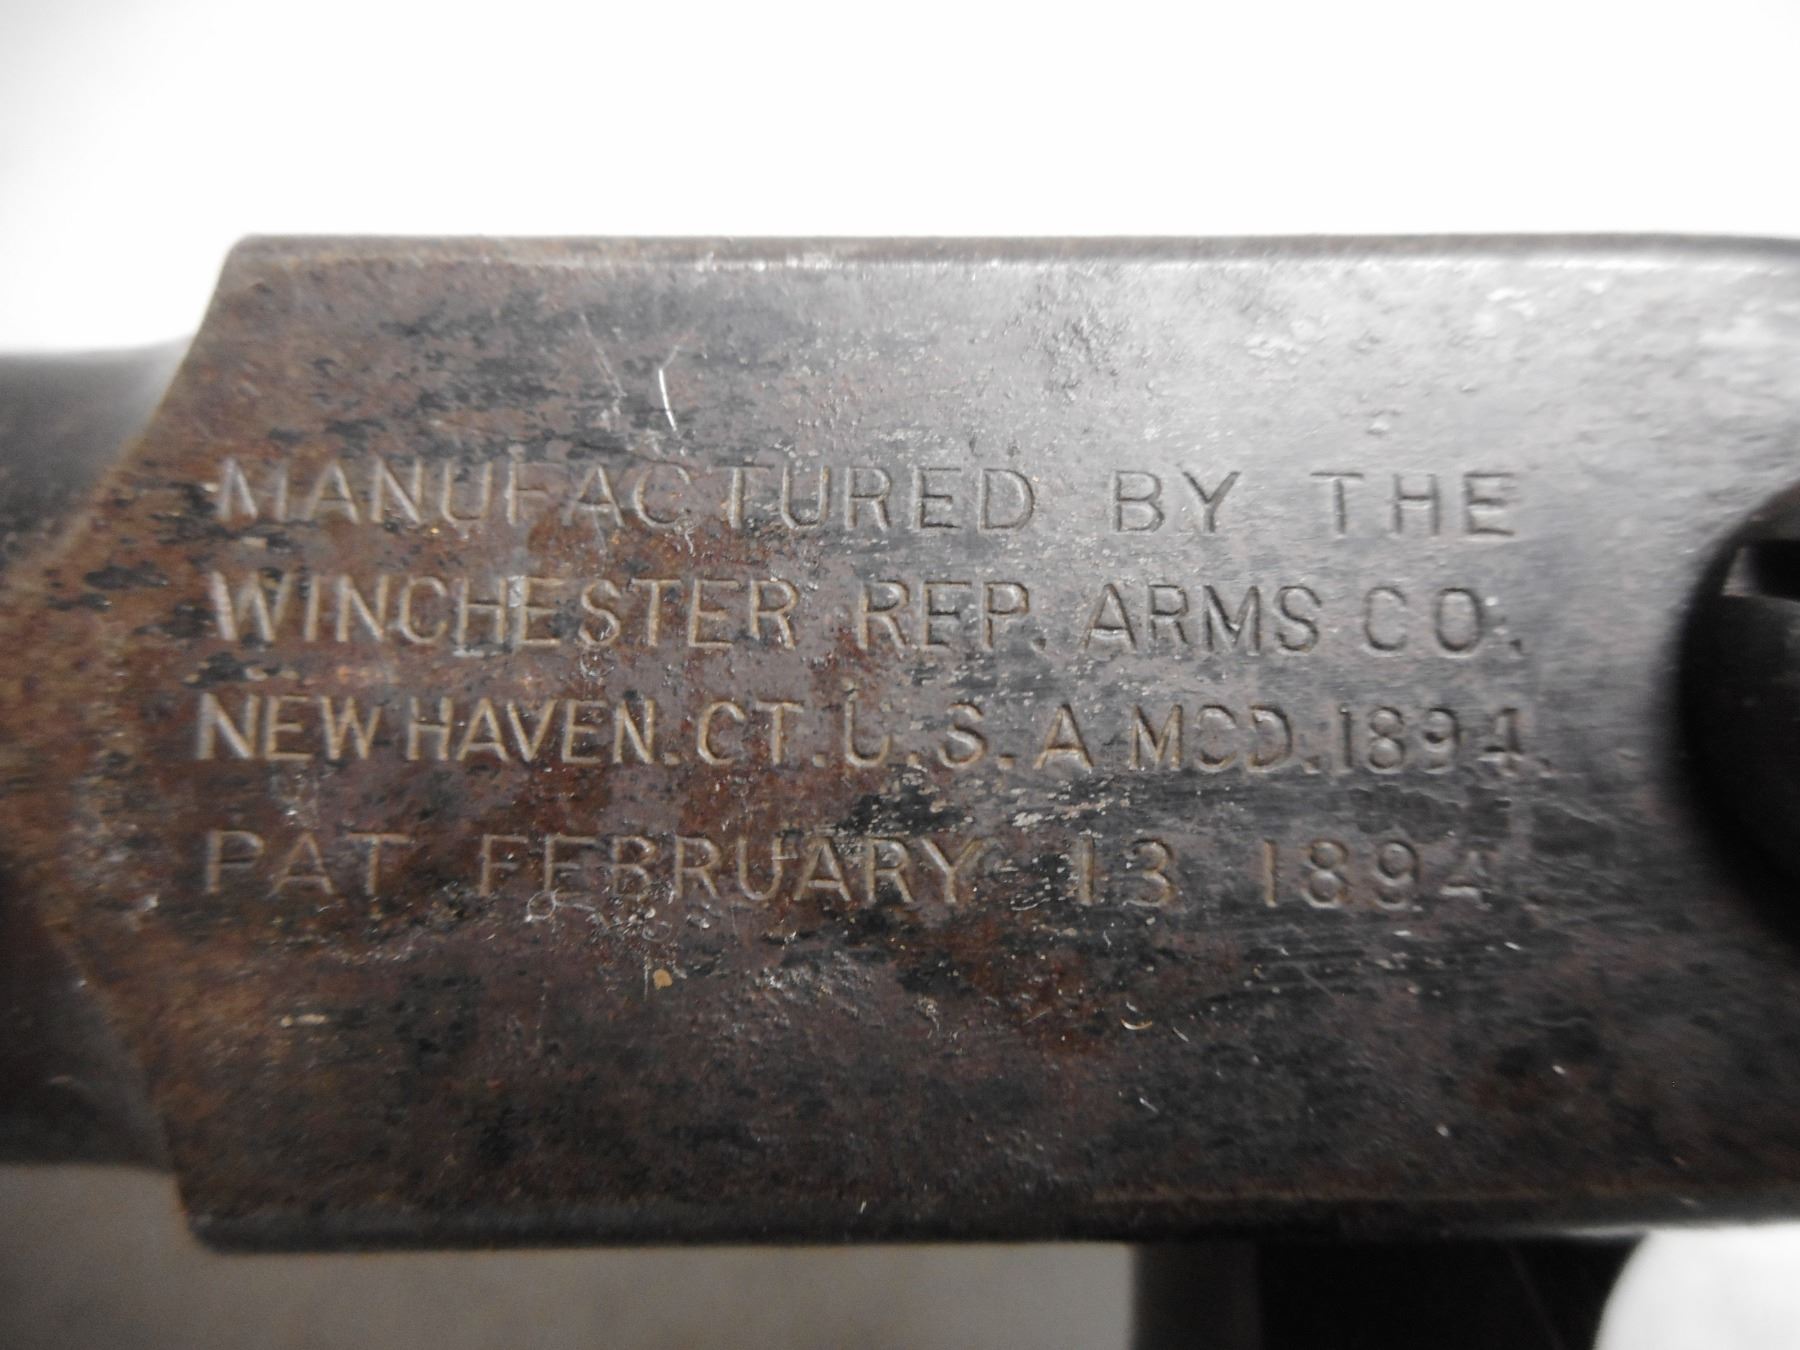 MANUFACTURED BY THE
WINCHESTER REP. ARMS CO.
NEW HAVEN. CT. U.S.A MOD. 1894.
PAT FEBRUARY 13 1894